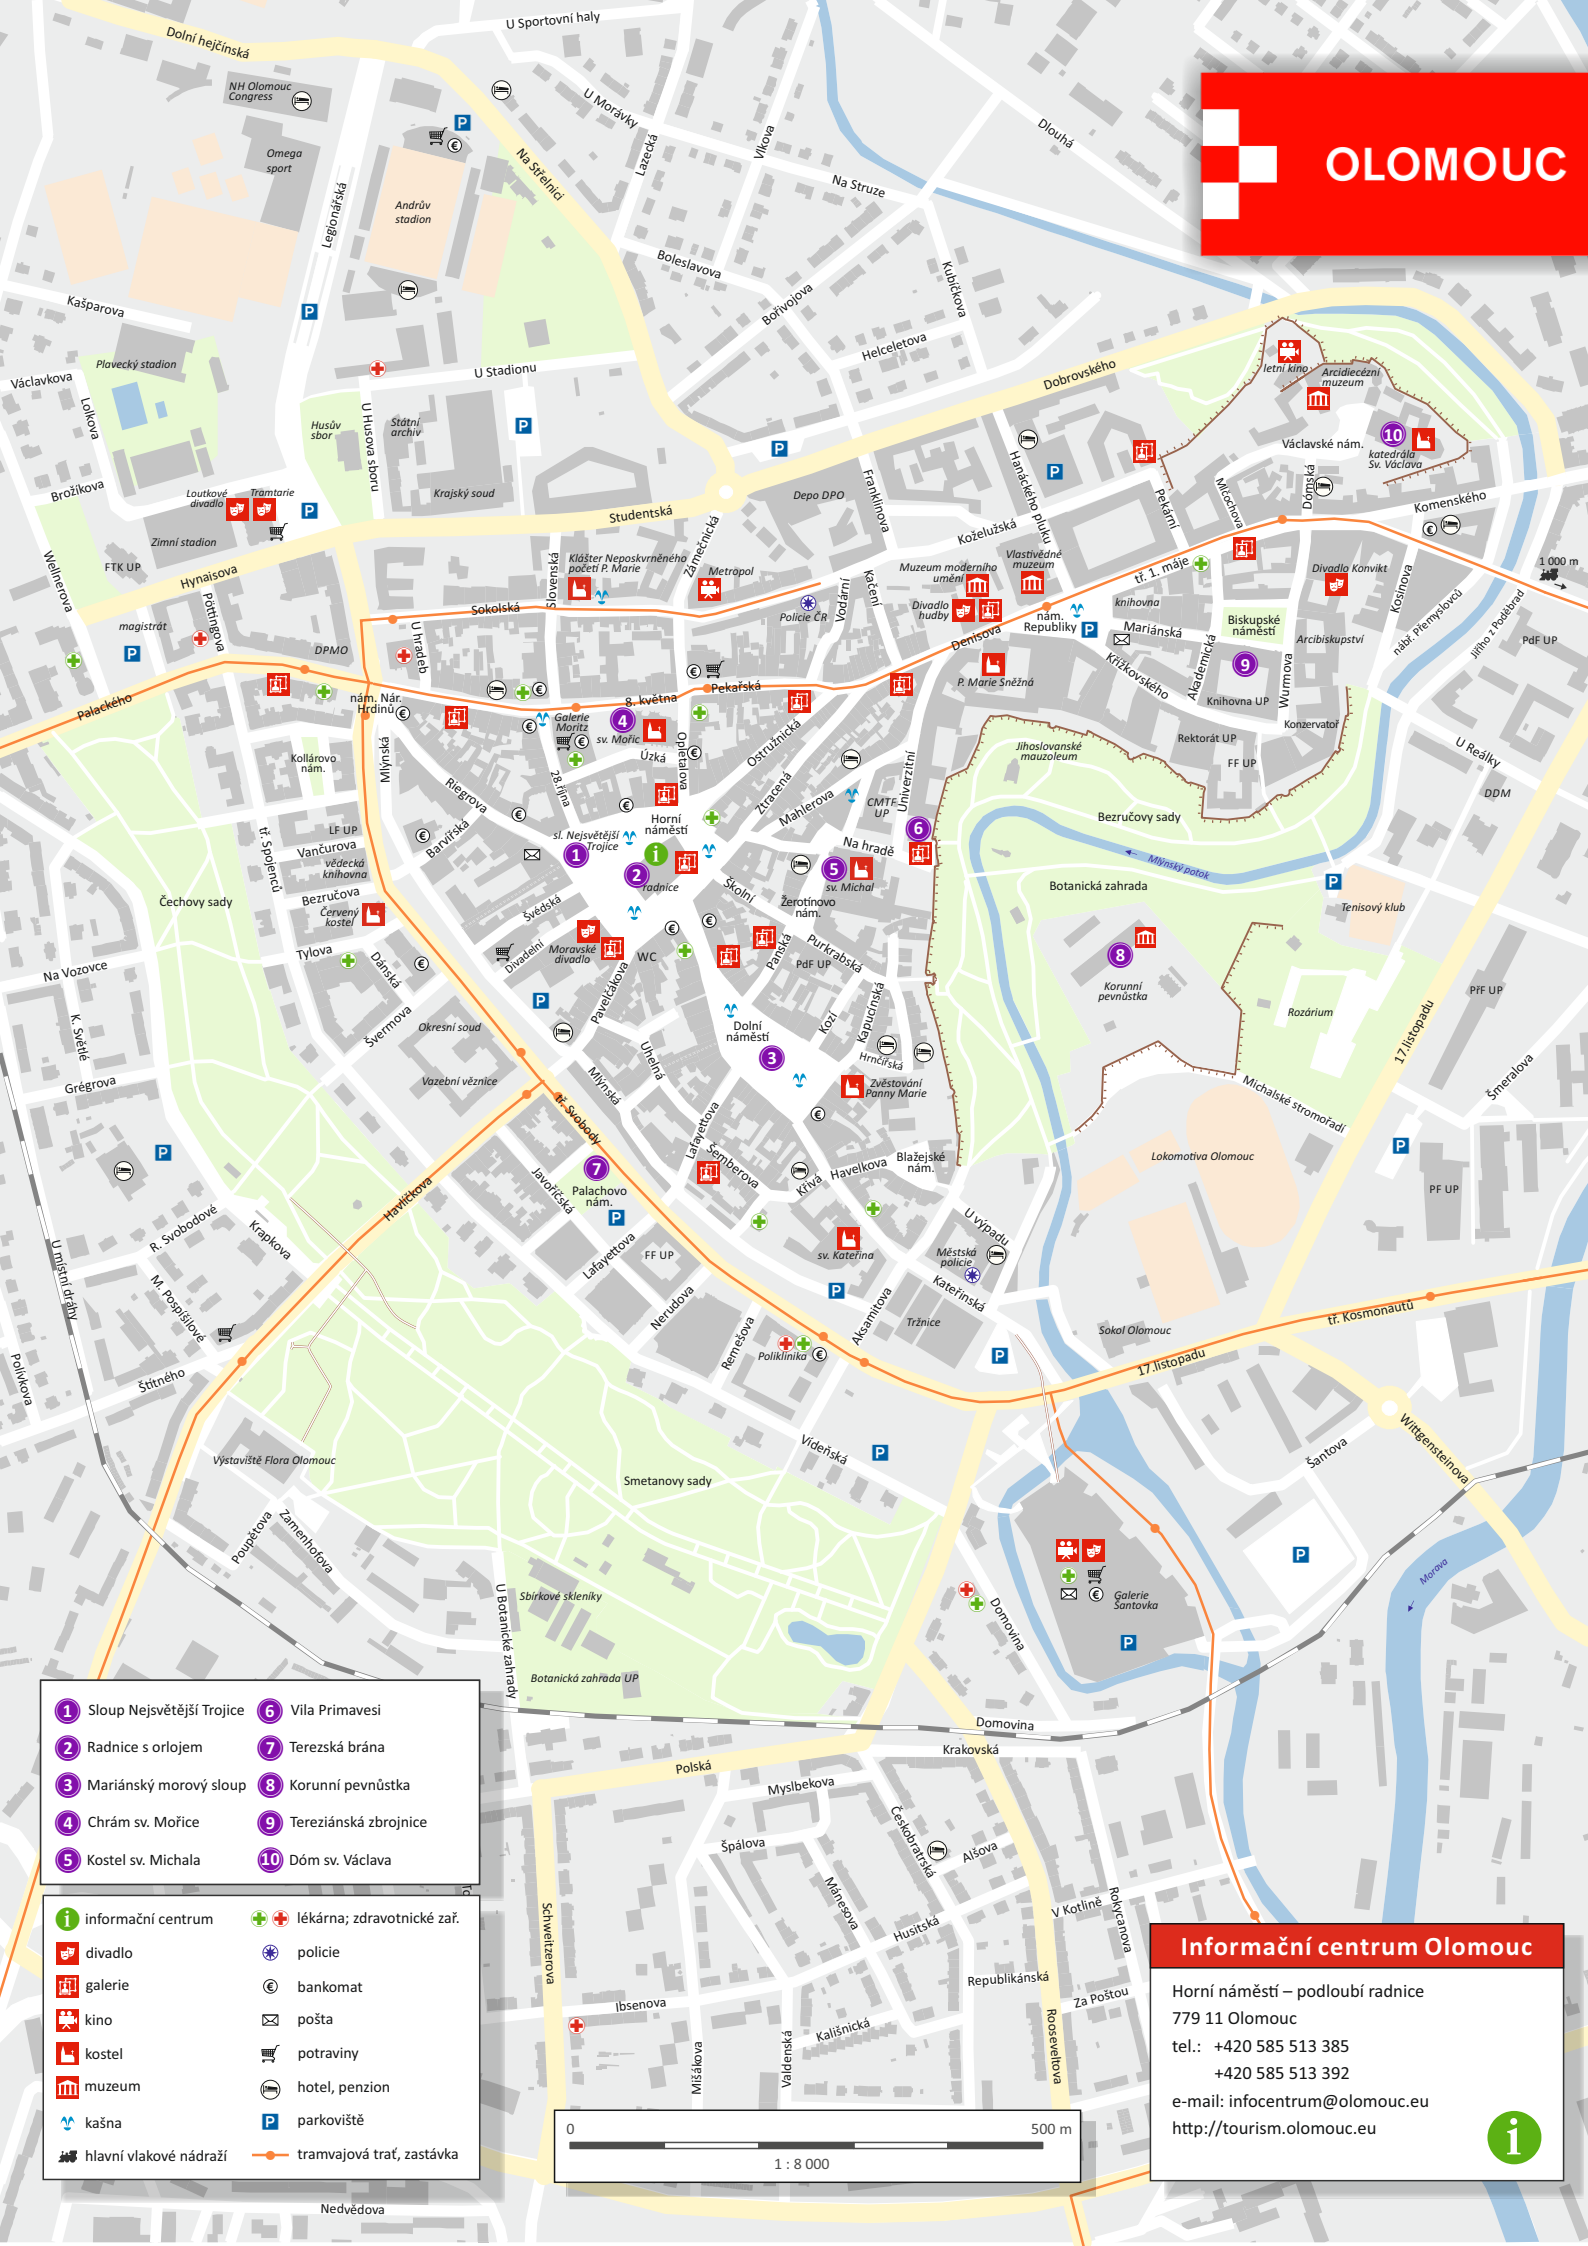 U Sportovní haly
Dolní hejčínská
NH Olomouc
Congress
U Morávky
Dlouhá
OLOMOUC
Lazecká
Vlkova
Omega
sport
Na Střelnici
Na Struze
Andrův
stadion
Legionářská
Boleslavova
Kubíčkova
Kašparova
Bořivojova
Helceletova
Dobrovského
Plavecký stadion
letní kino
Arcidiecézní
muzeum
Václavkova
U Stadionu
Lolkova
U Husova sboru
Husův
sbor
Státní
archiv
Václavské nám.
10
katedrála
Sv. Václava
Brožíkova
Loutkové
divadlo
Tramtarie
Krajský soud
Depo DPO
Franklinova
Hanáckého pluku
Pekární
Mlčochova
Dómská
Komenského
Studentská
Zimní stadion
Koželužská
Zámečnická
Wellnerova
FTK UP
Hynaisova
Slovenská
Klášter Neposkvrněného
početí P. Marie
Metropol
Muzeum moderního
umění
Vlastivědné
muzeum
tř. 1. máje
Divadlo Konvikt
1 000 m
Pöttingova
Sokolská
Policie ČR
Vodární
Kačení
Divadlo
hudby
nám.
Republiky
knihovna
Mariánská
Biskupské
náměstí
Arcibiskupství
Kosinova
nábř. Přemyslovců
Jiřího z Poděbrad
PdF UP
magistrát
DPMO
U hradeb
Denisova
Křížkovského
Akademická
9
Wurmova
Palackého
nám. Nár.
Hrdinů
8. května
Pekařská
P. Marie Sněžná
Knihovna UP
Konzervatoř
Galerie
Moritz
4
sv. Mořic
Úzká
Opletalova
Ostružnická
Jihoslovanské
mauzoleum
Rektorát UP
FF UP
U Reálky
DDM
Kollárovo
nám.
Mlýnská
Riegrova
28.října
Ztracená
Mahlerova
Univerzitní
CMTF
UP
Horní
náměstí
Bezručovy sady
Mlýnský potok
LF UP
Vančurova
vědecká
knihovna
Barvířská
sl. Nejsvětější
Trojice
1
2
radnice
Na hradě
6
5
sv. Michal
tř. Spojenců
Bezručova
Čechovy sady
Červený
kostel
Švédská
Školní
Žerotínovo
nám.
Botanická zahrada
Tenisový klub
Tylova
Dánská
Divadelní
Moravské
divadlo
WC
Panská
Purkrabská
PdF UP
8
Korunní
pevnůstka
Na Vozovce
K. Světlé
Švermova
Okresní soud
Pavelčákova
Dolní
náměstí
Kozí
Kapucínská
Rozárium
PřF UP
17.listopadu
Grégrova
Vazební věznice
Uhelná
Mlýnská
3
Hrnčířská
Zvěstování
Panny Marie
Michalské stromořadí
Šmeralova
tř. Svobody
Lafayettova
Šemberova
Blažejské
nám.
Lokomotiva Olomouc
PF UP
7
Palachovo
nám.
Javoříčská
Křivá
Havelkova
Havlíčkova
R. Svobodové
Krapkova
U výpadu
Městská
policie
sv. Kateřina
Kateřinská
U místní dráhy
Lafayettova
FF UP
M. Pospíšilové
Nerudova
Remešova
Aksamitova
Tržnice
Sokol Olomouc
tř. Kosmonautů
Polívkova
Štítného
Poliklinika
17.listopadu
Výstaviště Flora Olomouc
Vídeňská
Šantova
Wittgensteinova
Smetanovy sady
Poupětova
Zamenhofova
Morava
U Botanické zahrady
Sbírkové skleníky
Galerie
Šantovka
Domovina
Botanická zahrada UP
Domovina
Krakovská
Polská
Myslbekova
Českobratrská
Špálova
Alšova
Mánesova
Husitská
V Kotlině
Rokycanova
Schweitzerova
Republikánská
Za Poštou
Ibsenova
Kališnická
Mišákova
Valdenská
Rooseveltova
Nedvědova
1 Sloup Nejsvětější Trojice
2 Radnice s orlojem
3 Mariánský morový sloup
4 Chrám sv. Mořice
5 Kostel sv. Michala
6 Vila Primavesi
7 Terezská brána
8 Korunní pevnůstka
9 Tereziánská zbrojnice
10 Dóm sv. Václava
informační centrum
divadlo
galerie
kino
kostel
muzeum
kašna
hlavní vlakové nádraží
lékárna; zdravotnické zař.
policie
bankomat
pošta
potraviny
hotel, penzion
P parkoviště
tramvajová trať, zastávka
0 500 m
1 : 8 000
Informační centrum Olomouc
Horní náměstí – podloubí radnice
779 11 Olomouc
tel.: +420 585 513 385
+420 585 513 392
e-mail: infocentrum@olomouc.eu
http://tourism.olomouc.eu